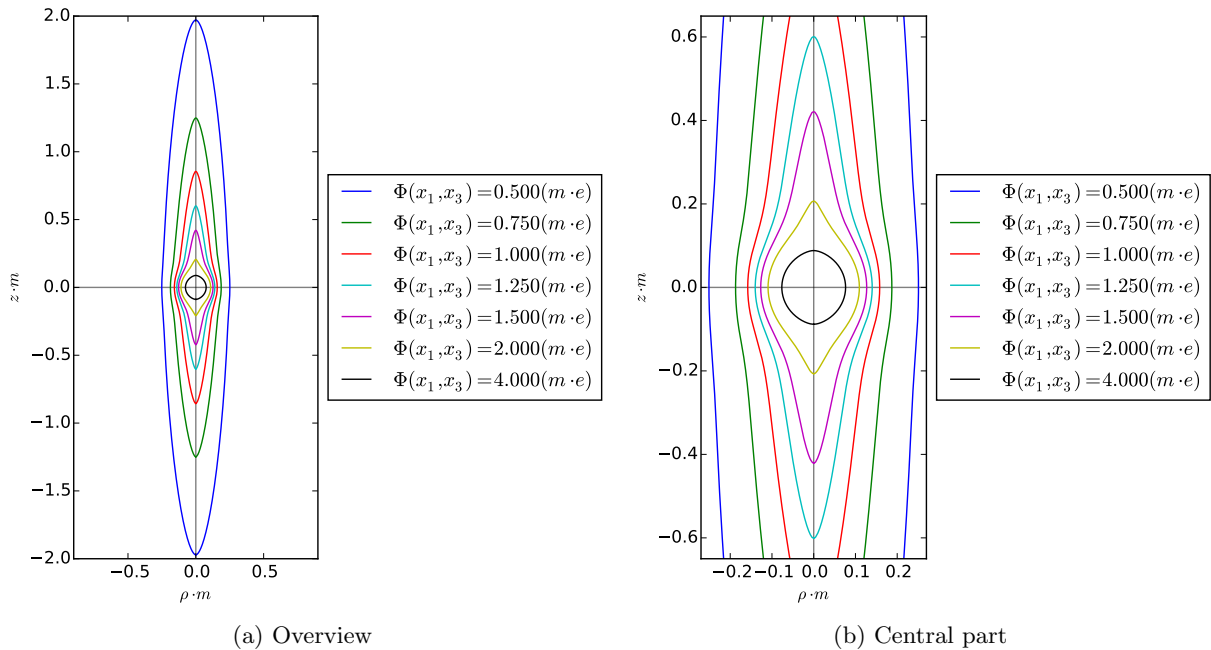 2.0
1.5
1.0
0.5
0.0
−0.5
−1.0
−1.5
−2.0
z·m
−0.5 0.0 0.5
ρ·m
Φ(x₁,x₃)=0.500(m·e)
Φ(x₁,x₃)=0.750(m·e)
Φ(x₁,x₃)=1.000(m·e)
Φ(x₁,x₃)=1.250(m·e)
Φ(x₁,x₃)=1.500(m·e)
Φ(x₁,x₃)=2.000(m·e)
Φ(x₁,x₃)=4.000(m·e)
(a) Overview
0.6
0.4
0.2
0.0
−0.2
−0.4
−0.6
z·m
−0.2 −0.1 0.0 0.1 0.2
ρ·m
Φ(x₁,x₃)=0.500(m·e)
Φ(x₁,x₃)=0.750(m·e)
Φ(x₁,x₃)=1.000(m·e)
Φ(x₁,x₃)=1.250(m·e)
Φ(x₁,x₃)=1.500(m·e)
Φ(x₁,x₃)=2.000(m·e)
Φ(x₁,x₃)=4.000(m·e)
(b) Central part